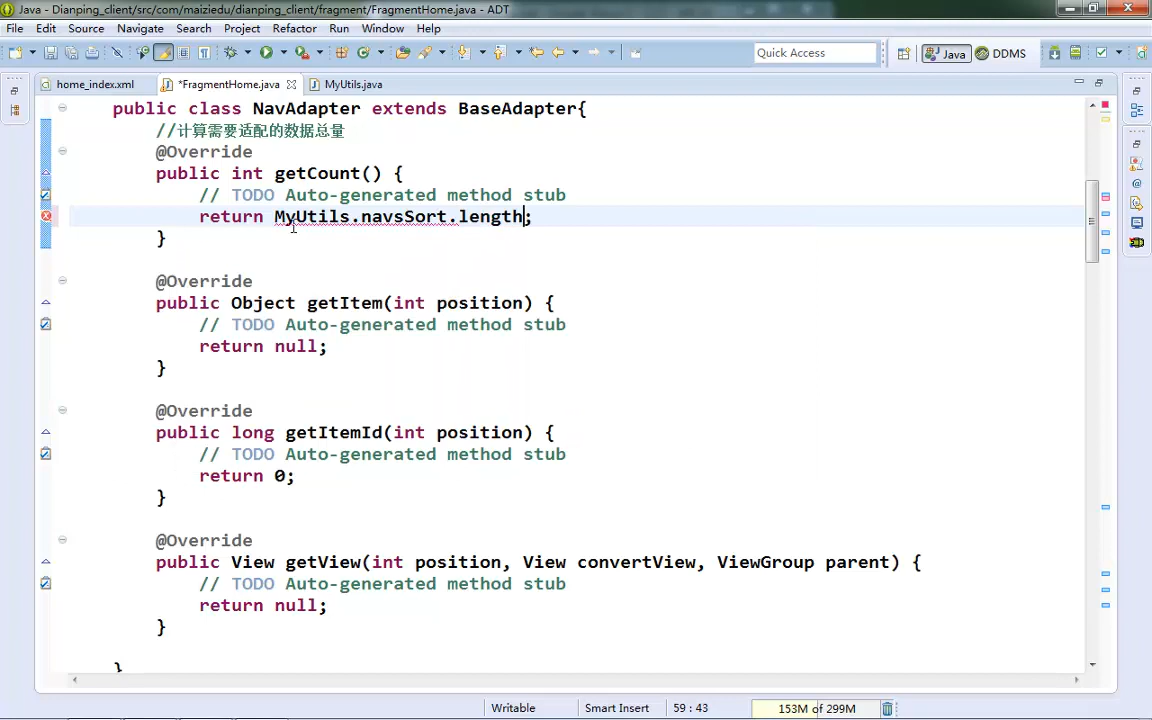 Java - Dianping_client/src/com/maiziedu/dianping_client/fragment/FragmentHome.java - ADT
File Edit Source Navigate Search Project Refactor Run Window Help
Quick Access Java DDMS
home_index.xml *FragmentHome.java MyUtils.java
public class NavAdapter extends BaseAdapter{
//计算需要适配的数据总量
@Override
public int getCount() {
// TODO Auto-generated method stub
return MyUtils.navsSort.length;
}
@Override
public Object getItem(int position) {
// TODO Auto-generated method stub
return null;
}
@Override
public long getItemId(int position) {
// TODO Auto-generated method stub
return 0;
}
@Override
public View getView(int position, View convertView, ViewGroup parent) {
// TODO Auto-generated method stub
return null;
}
}
Writable Smart Insert 59 : 43 153M of 299M